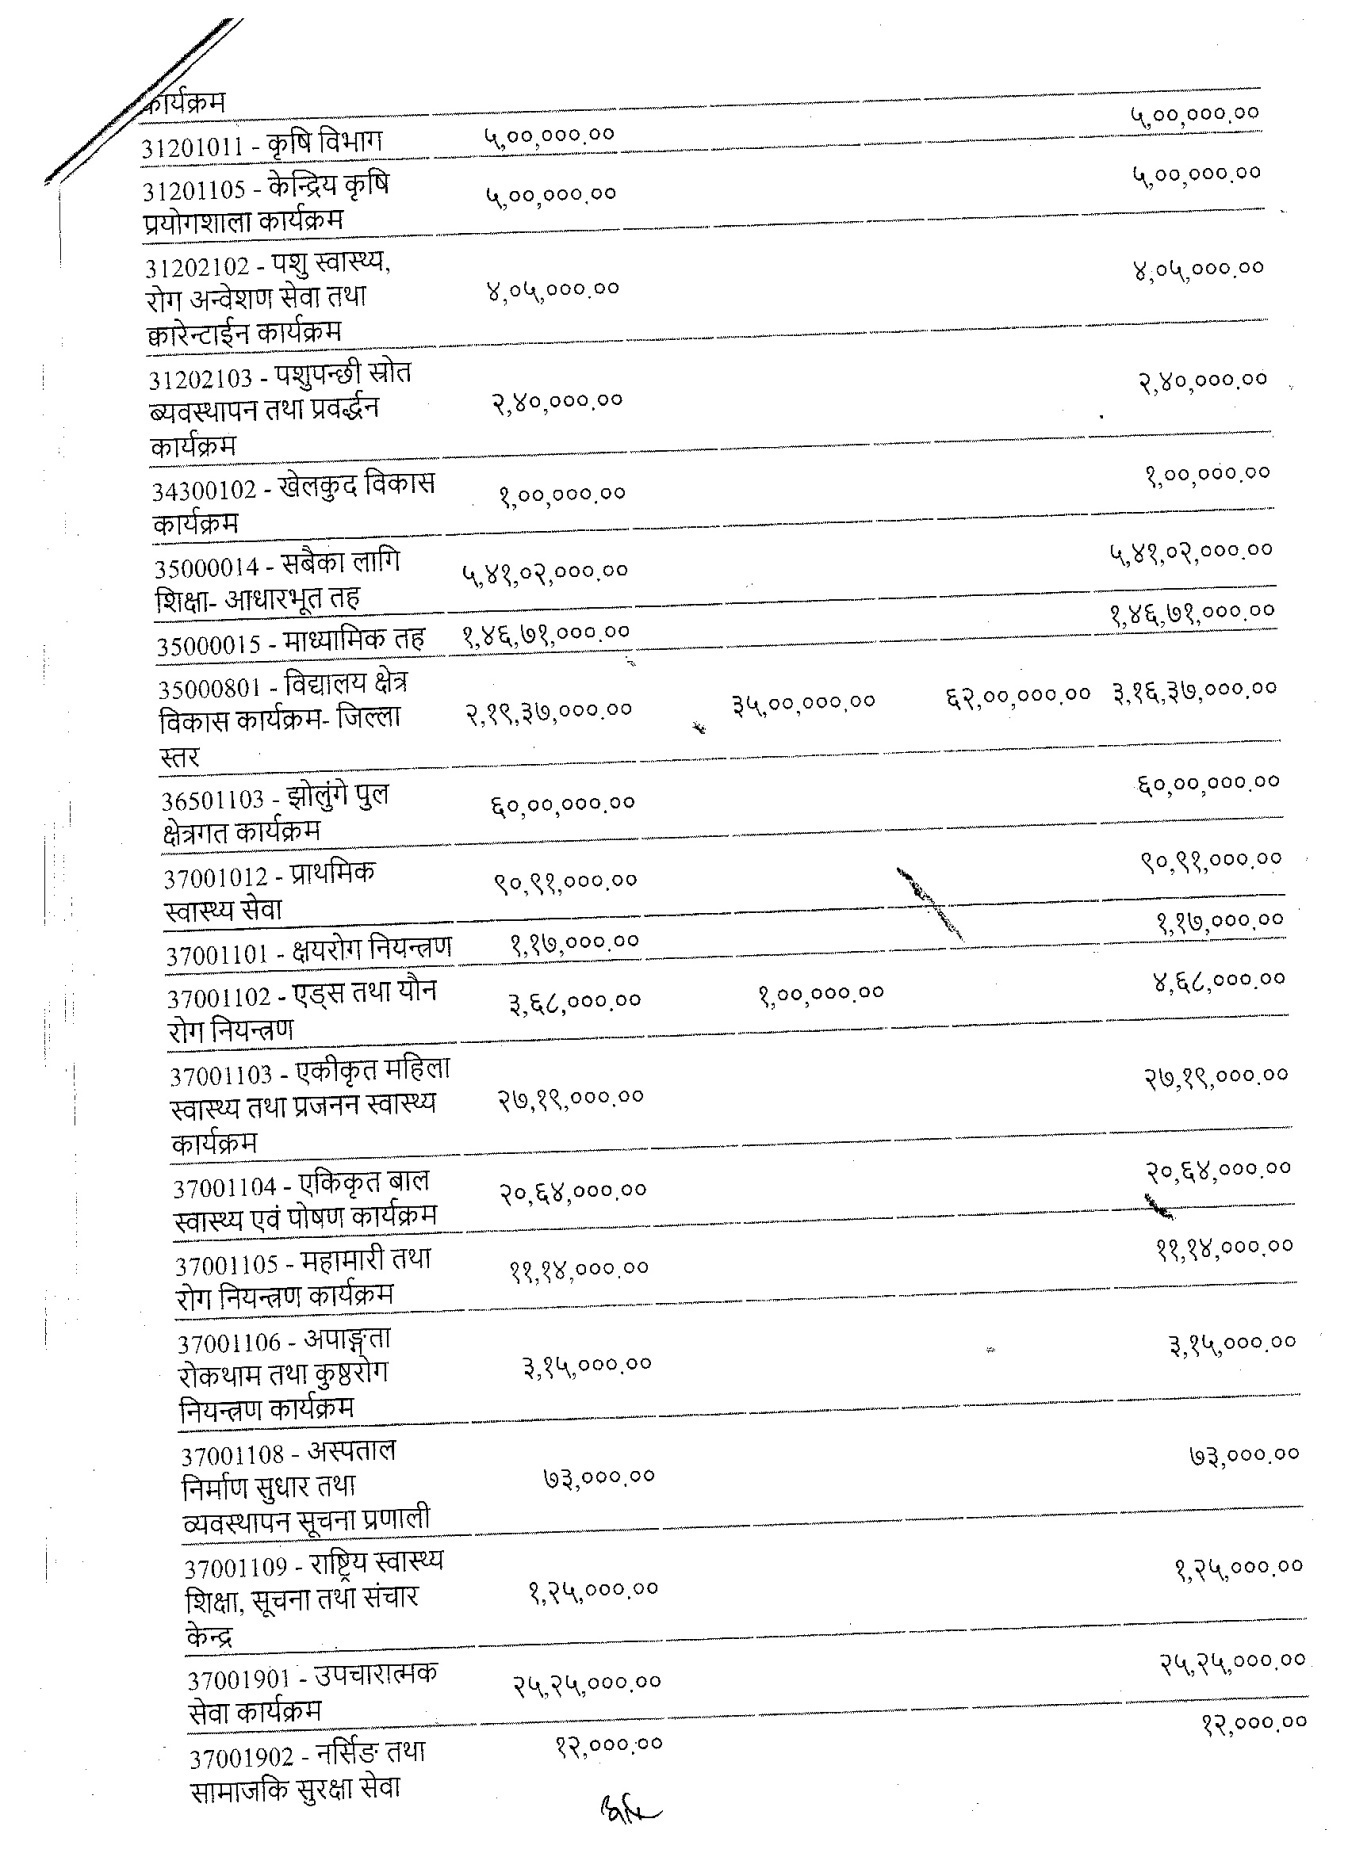 कार्यक्रम
31201011 - कृषि विभाग ५,००,०००.०० ५,००,०००.००
31201105 - केन्द्रिय कृषि ५,००,०००.०० ५,००,०००.००
प्रयोगशाला कार्यक्रम
31202102 - पशु स्वास्थ्य,
रोग अन्वेशण सेवा तथा ४,०५,०००.०० ४,०५,०००.००
क्वारेन्टाईन कार्यक्रम
31202103 - पशुपन्छी स्रोत
ब्यवस्थापन तथा प्रवर्द्धन २,४०,०००.०० २,४०,०००.००
कार्यक्रम
34300102 - खेलकुद विकास १,००,०००.०० १,००,०००.००
कार्यक्रम
35000014 - सबैका लागि ५,४१,०२,०००.०० ५,४१,०२,०००.००
शिक्षा- आधारभूत तह
35000015 - माध्यामिक तह १,४६,७१,०००.०० १,४६,७१,०००.००
35000801 - विद्यालय क्षेत्र
विकास कार्यक्रम- जिल्ला २,१९,३७,०००.०० ३५,००,०००.०० ६२,००,०००.०० ३,१६,३७,०००.००
स्तर
36501103 - झोलुंगे पुल ६०,००,०००.०० ६०,००,०००.००
क्षेत्रगत कार्यक्रम
37001012 - प्राथमिक ९०,९१,०००.०० ९०,९१,०००.००
स्वास्थ्य सेवा
37001101 - क्षयरोग नियन्त्रण १,१७,०००.०० १,१७,०००.००
37001102 - एड्स तथा यौन ३,६८,०००.०० १,००,०००.०० ४,६८,०००.००
रोग नियन्त्रण
37001103 - एकीकृत महिला
स्वास्थ्य तथा प्रजनन स्वास्थ्य २७,१९,०००.०० २७,१९,०००.००
कार्यक्रम
37001104 - एकिकृत बाल २०,६४,०००.०० २०,६४,०००.००
स्वास्थ्य एवं पोषण कार्यक्रम
37001105 - महामारी तथा ११,१४,०००.०० ११,१४,०००.००
रोग नियन्त्रण कार्यक्रम
37001106 - अपाङ्गता
रोकथाम तथा कुष्ठरोग ३,१५,०००.०० ३,१५,०००.००
नियन्त्रण कार्यक्रम
37001108 - अस्पताल
निर्माण सुधार तथा ७३,०००.०० ७३,०००.००
व्यवस्थापन सूचना प्रणाली
37001109 - राष्ट्रिय स्वास्थ्य
शिक्षा, सूचना तथा संचार १,२५,०००.०० १,२५,०००.००
केन्द्र
37001901 - उपचारात्मक २५,२५,०००.०० २५,२५,०००.००
सेवा कार्यक्रम
37001902 - नर्सिङ तथा १२,०००.०० १२,०००.००
सामाजकि सुरक्षा सेवा